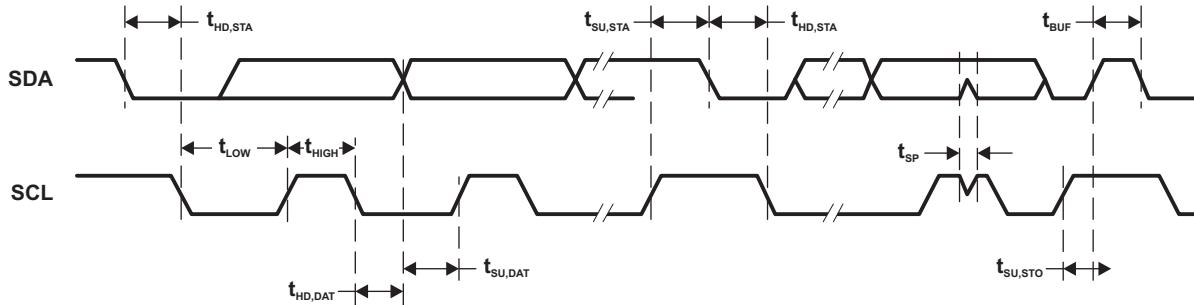 tHD,STA
tSU,STA
tHD,STA
tBUF
SDA
tLOW
tHIGH
tSP
SCL
tHD,DAT
tSU,DAT
tSU,STO